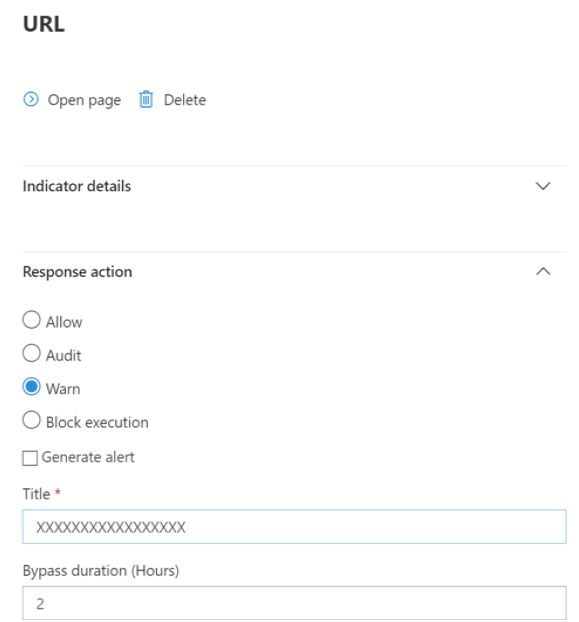 URL
Open page Delete
Indicator details
Response action
Allow
Audit
Warn
Block execution
Generate alert
Title *
XXXXXXXXXXXXXXXXX
Bypass duration (Hours)
2